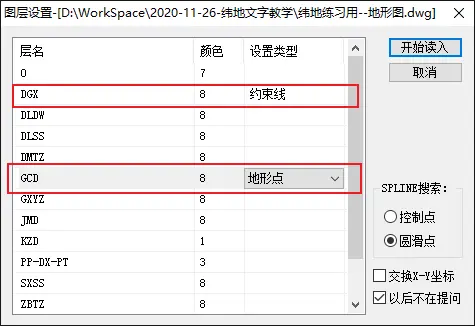 图层设置-[D:\WorkSpace\2020-11-26-纬地文字教学\纬地练习用--地形图.dwg]
层名 颜色 设置类型
0 7
DGX 8 约束线
DLDW 8
DLSS 8
DMTZ 8
GCD 8 地形点
GXYZ 8
JMD 8
KZD 1
PP-DX-PT 3
SXSS 8
ZBTZ 8
开始读入
取消
SPLINE搜索:
控制点
圆滑点
交换X-Y坐标
以后不在提问